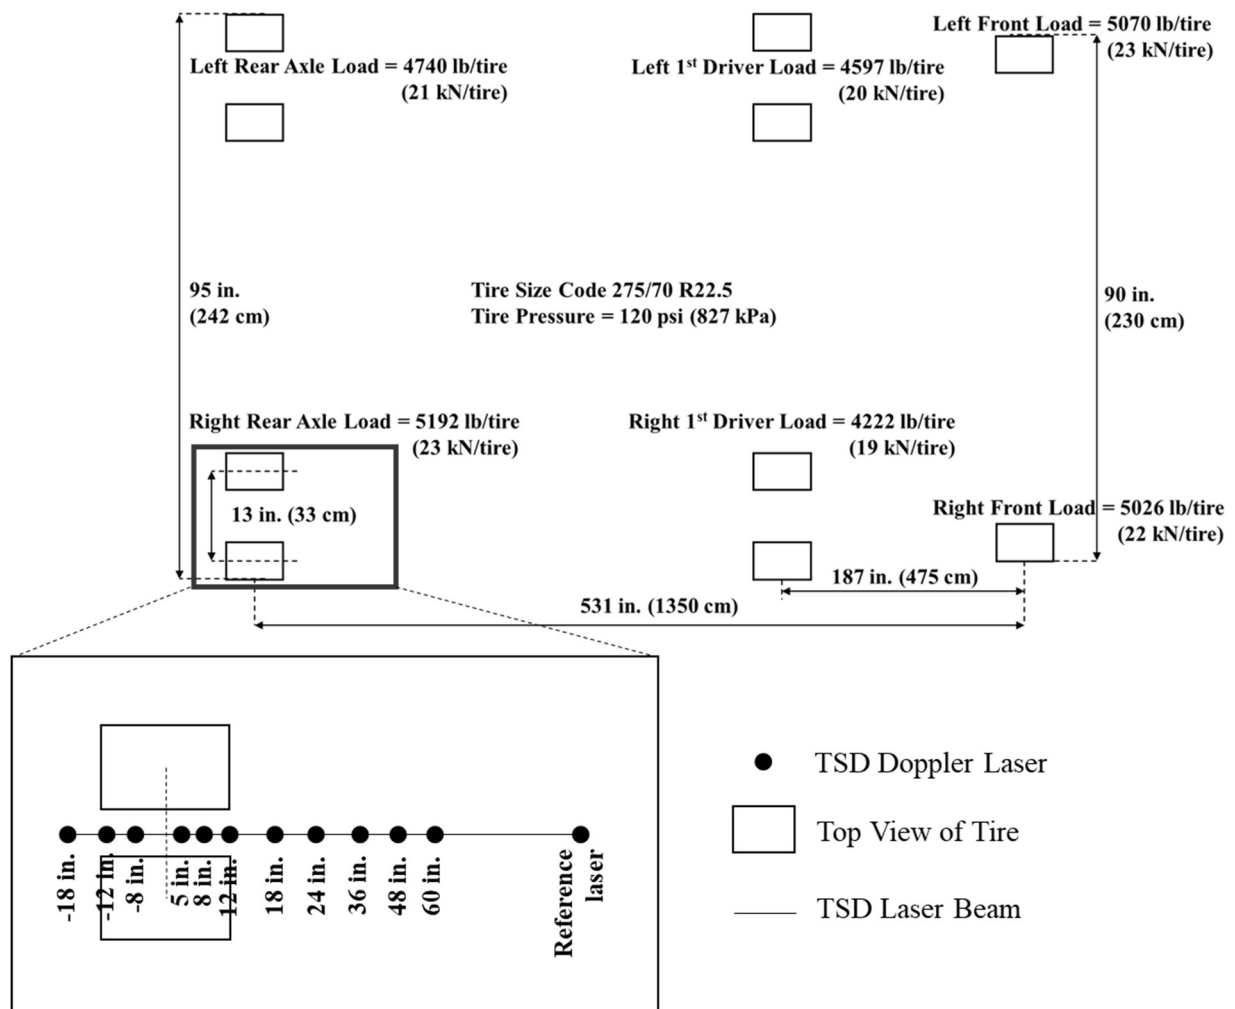 Left Front Load = 5070 lb/tire
(23 kN/tire)
Left Rear Axle Load = 4740 lb/tire
(21 kN/tire)
Left 1st Driver Load = 4597 lb/tire
(20 kN/tire)
95 in.
(242 cm)
Tire Size Code 275/70 R22.5
Tire Pressure = 120 psi (827 kPa)
90 in.
(230 cm)
Right Rear Axle Load = 5192 lb/tire
(23 kN/tire)
Right 1st Driver Load = 4222 lb/tire
(19 kN/tire)
13 in. (33 cm)
Right Front Load = 5026 lb/tire
(22 kN/tire)
187 in. (475 cm)
531 in. (1350 cm)
-18 in.
-12 in.
-8 in.
5 in.
8 in.
12 in.
18 in.
24 in.
36 in.
48 in.
60 in.
Reference
laser
TSD Doppler Laser
Top View of Tire
TSD Laser Beam